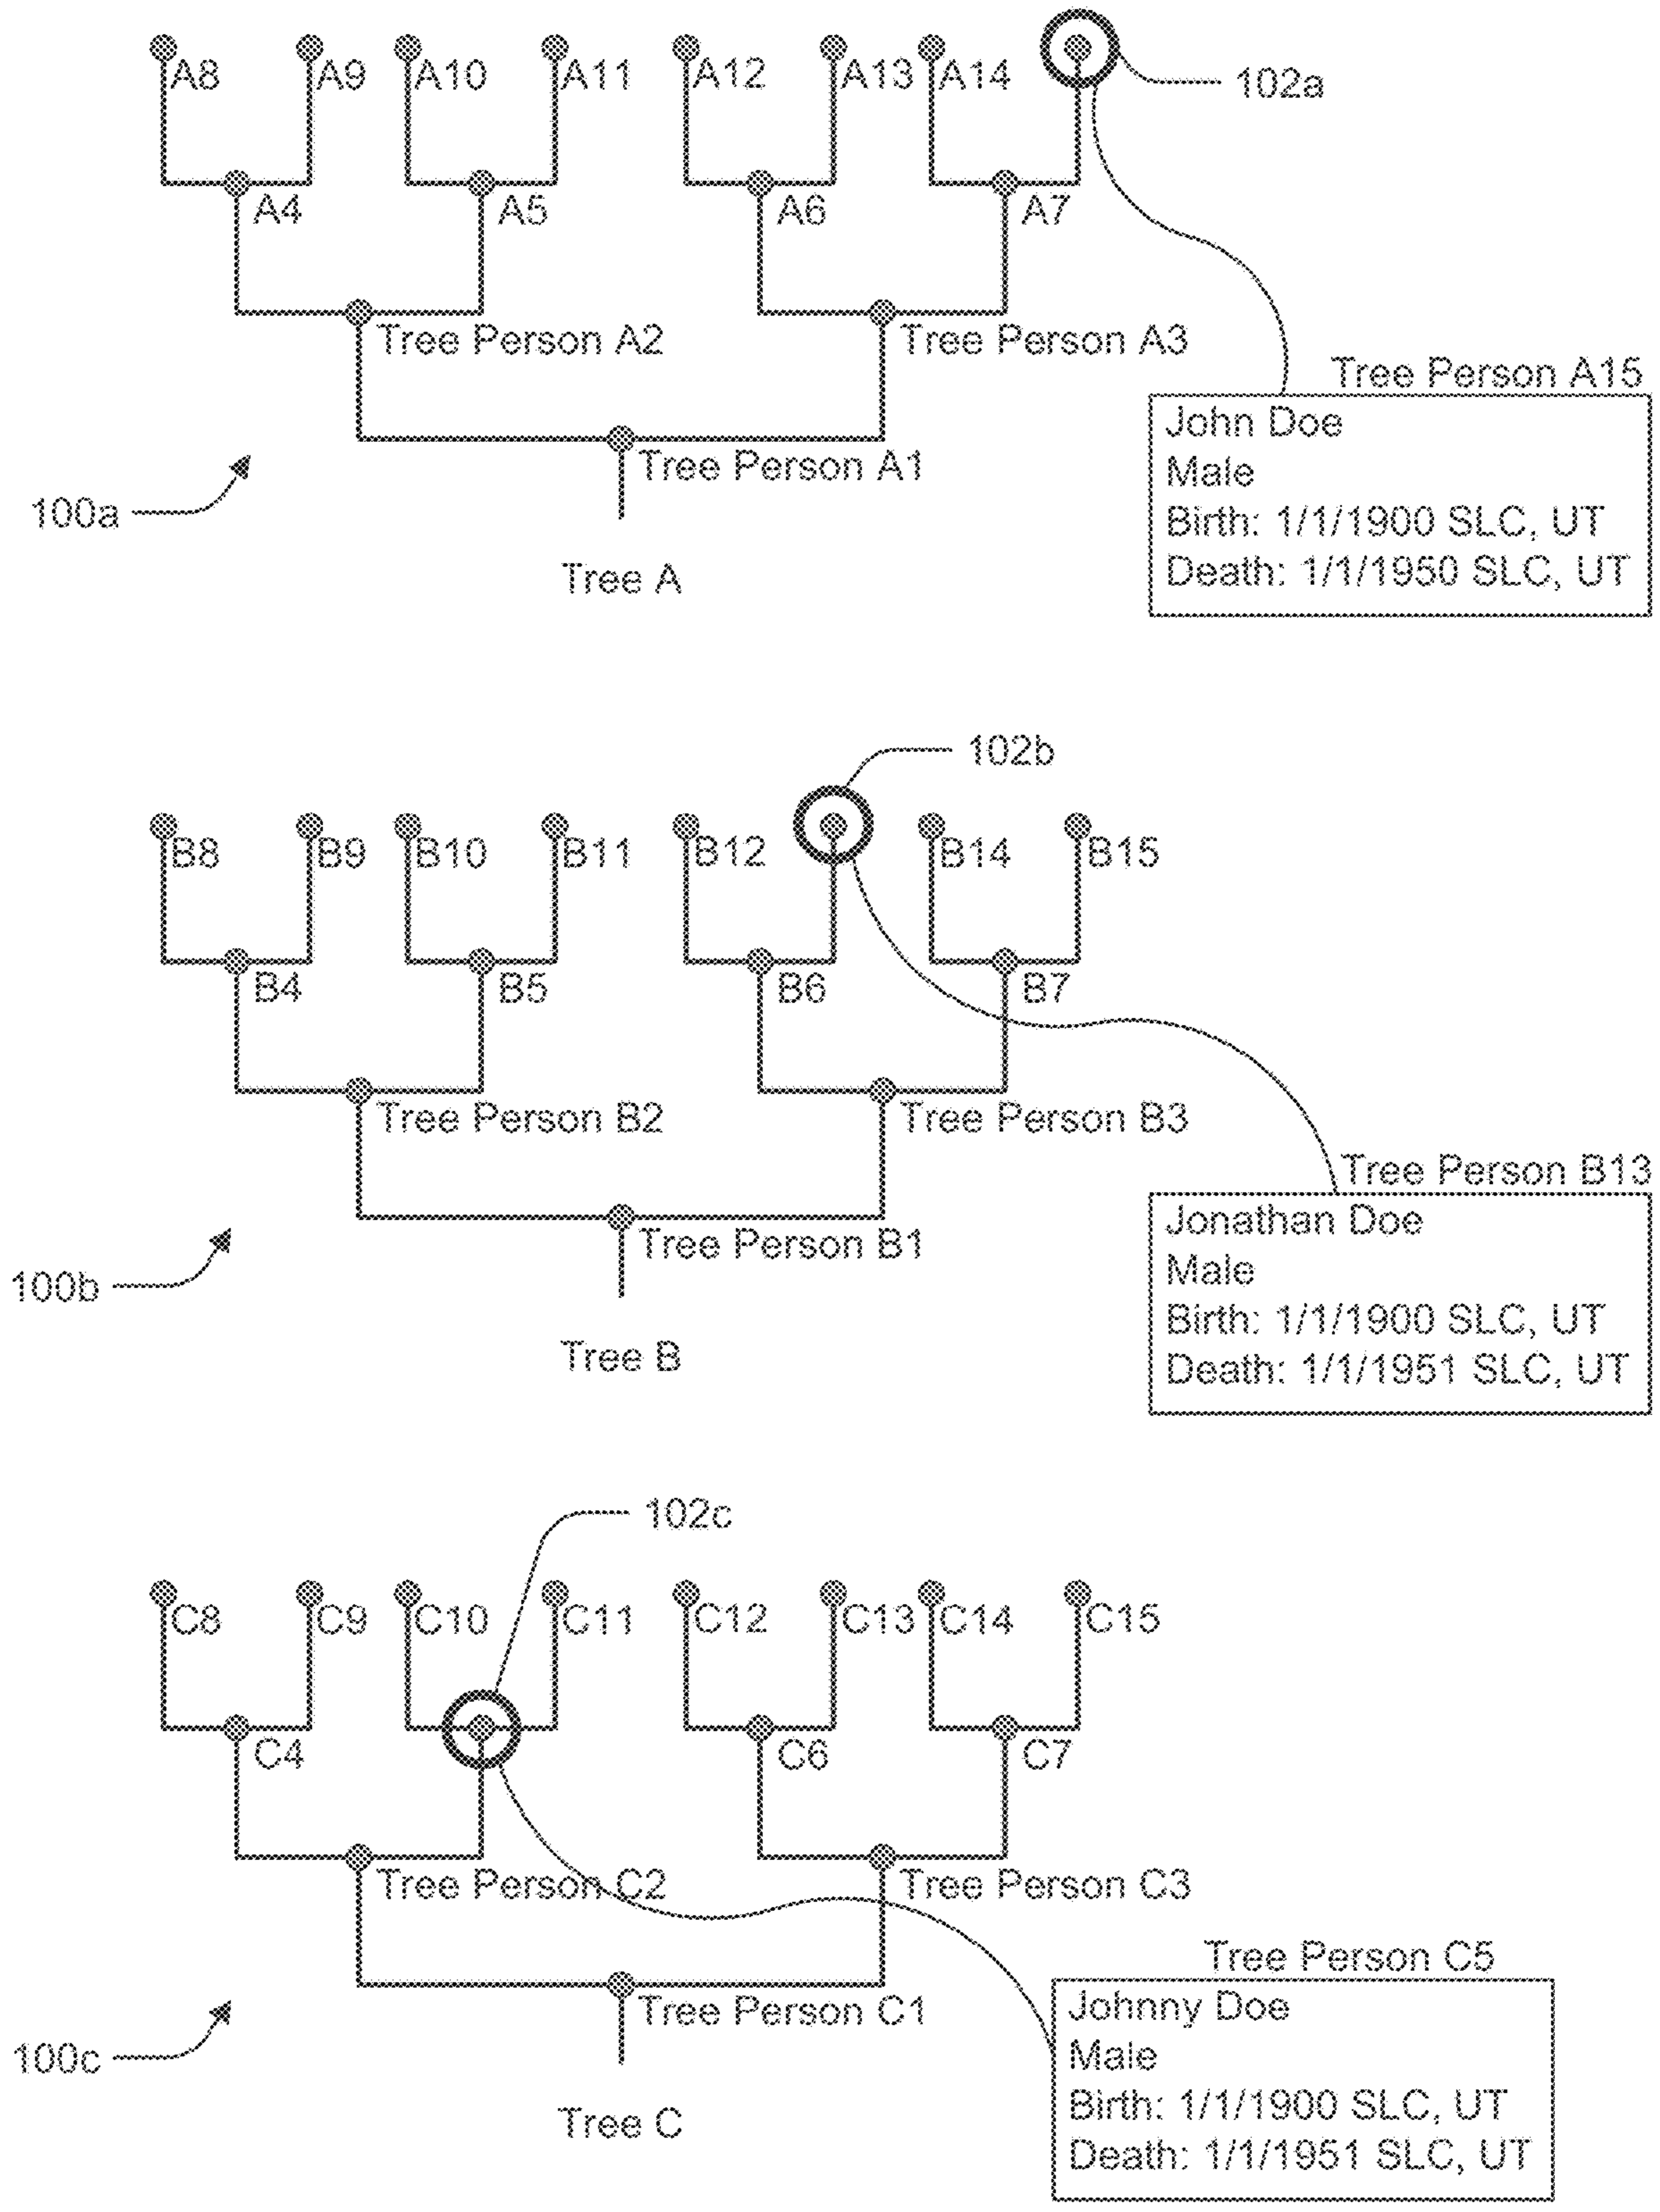 A8 A9 A10 A11 A12 A13 A14 102a
A4 A5 A6 A7
Tree Person A2 Tree Person A3
Tree Person A15
John Doe
Male
Birth: 1/1/1900 SLC, UT
Death: 1/1/1950 SLC, UT
Tree Person A1
100a
Tree A
102b
B8 B9 B10 B11 B12 B14 B15
B4 B5 B6 B7
Tree Person B2 Tree Person B3
Tree Person B13
Jonathan Doe
Male
Birth: 1/1/1900 SLC, UT
Death: 1/1/1951 SLC, UT
Tree Person B1
100b
Tree B
102c
C8 C9 C10 C11 C12 C13 C14 C15
C4 C6 C7
Tree Person C2 Tree Person C3
Tree Person C5
Johnny Doe
Male
Birth: 1/1/1900 SLC, UT
Death: 1/1/1951 SLC, UT
Tree Person C1
100c
Tree C